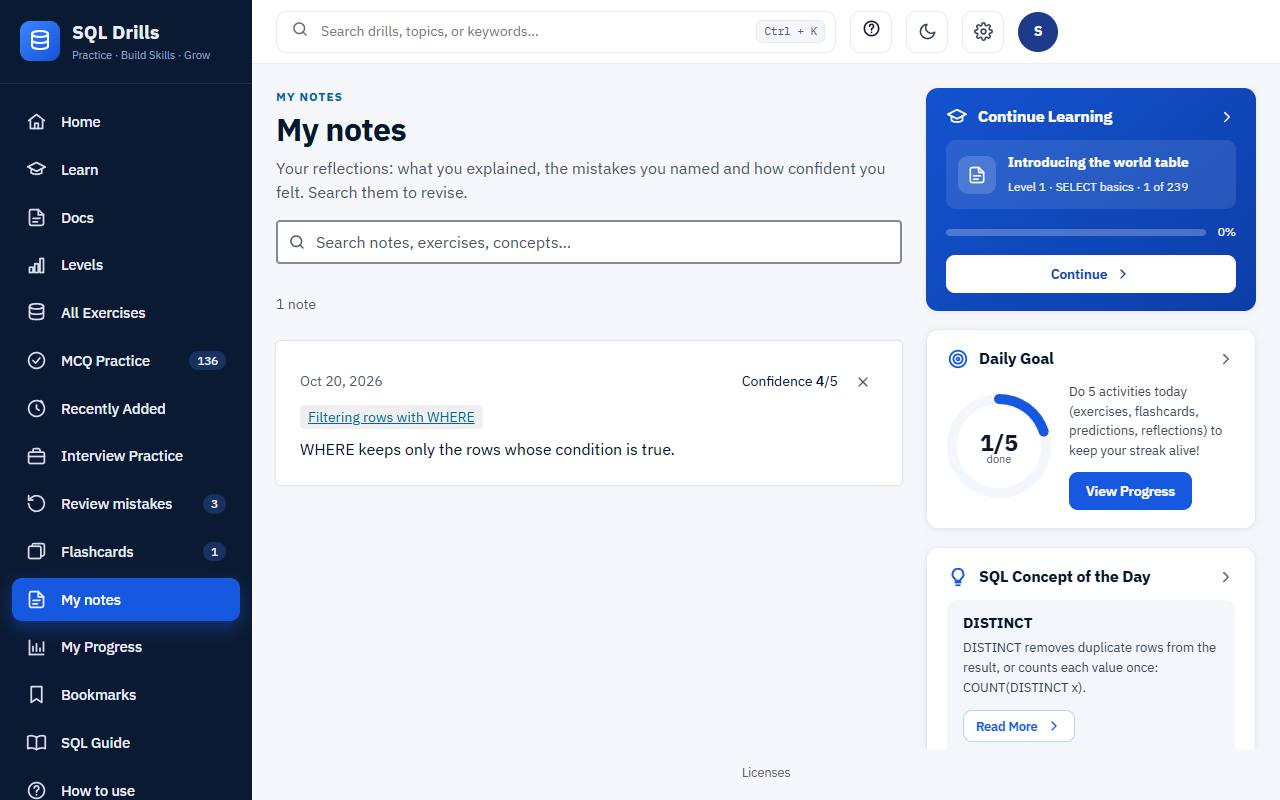 SQL Drills
Practice · Build Skills · Grow
Home
Learn
Docs
Levels
All Exercises
MCQ Practice 136
Recently Added
Interview Practice
Review mistakes 3
Flashcards 1
My notes
My Progress
Bookmarks
SQL Guide
How to use
Search drills, topics, or keywords... Ctrl + K
S
MY NOTES
My notes
Your reflections: what you explained, the mistakes you named and how confident you
felt. Search them to revise.
Search notes, exercises, concepts...
1 note
Oct 20, 2026 Confidence 4/5
Filtering rows with WHERE
WHERE keeps only the rows whose condition is true.
Continue Learning
Introducing the world table
Level 1 · SELECT basics · 1 of 239
0%
Continue
Daily Goal
1/5
done
Do 5 activities today
(exercises, flashcards,
predictions, reflections) to
keep your streak alive!
View Progress
SQL Concept of the Day
DISTINCT
DISTINCT removes duplicate rows from the
result, or counts each value once:
COUNT(DISTINCT x).
Read More
Licenses